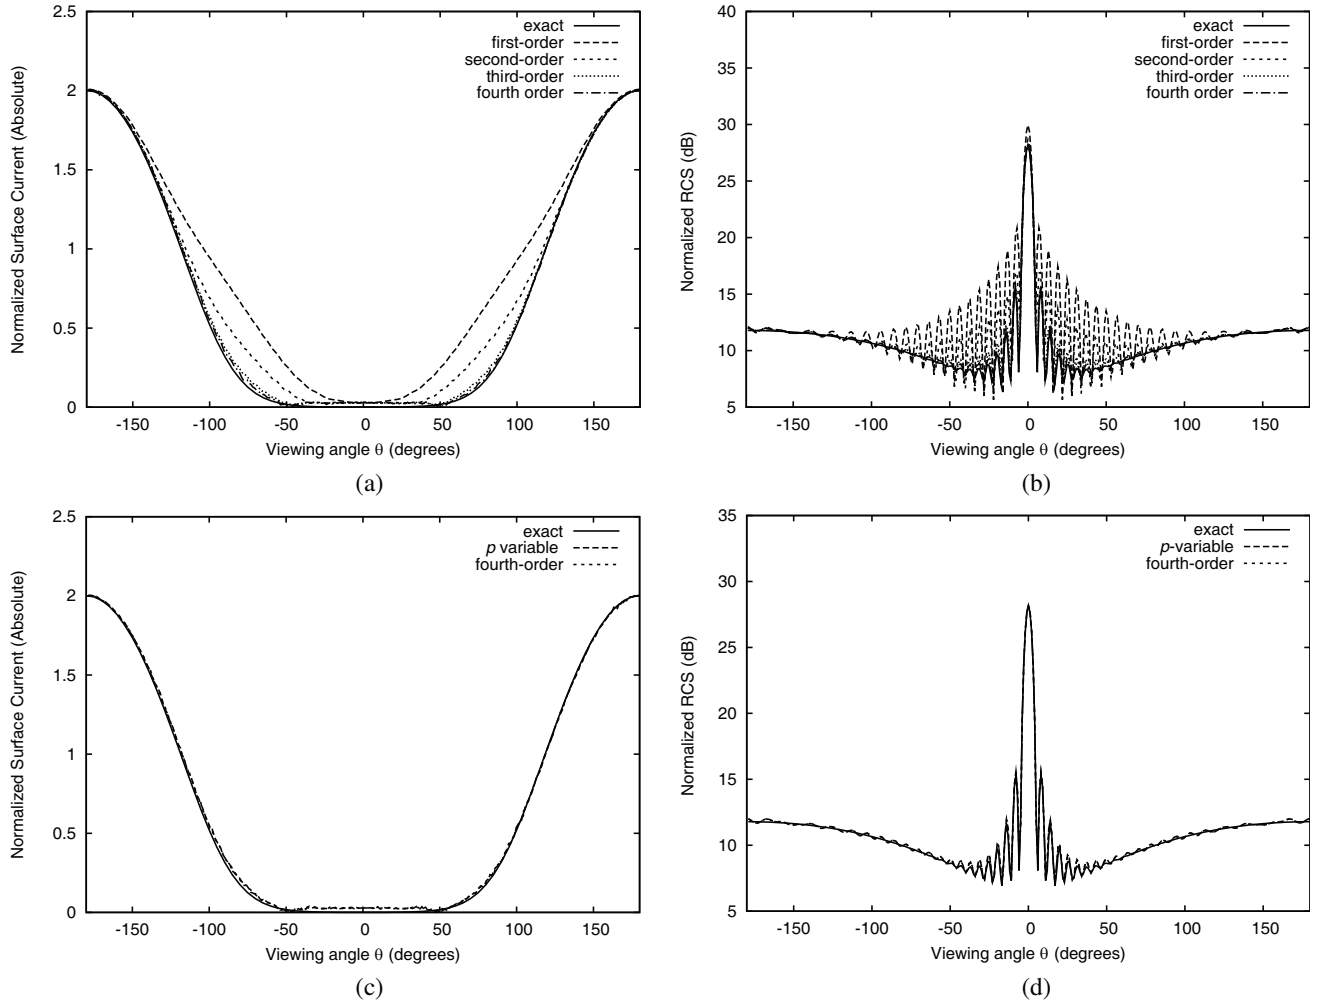 2.5
2
1.5
1
0.5
0
-150
-100
-50
0
50
100
150
Normalized Surface Current (Absolute)
Viewing angle θ (degrees)
exact
first-order
second-order
third-order
fourth order
(a)
40
35
30
25
20
15
10
5
-150
-100
-50
0
50
100
150
Normalized RCS (dB)
Viewing angle θ (degrees)
exact
first-order
second-order
third-order
fourth order
(b)
2.5
2
1.5
1
0.5
0
-150
-100
-50
0
50
100
150
Normalized Surface Current (Absolute)
Viewing angle θ (degrees)
exact
p variable
fourth-order
(c)
35
30
25
20
15
10
5
-150
-100
-50
0
50
100
150
Normalized RCS (dB)
Viewing angle θ (degrees)
exact
p-variable
fourth-order
(d)